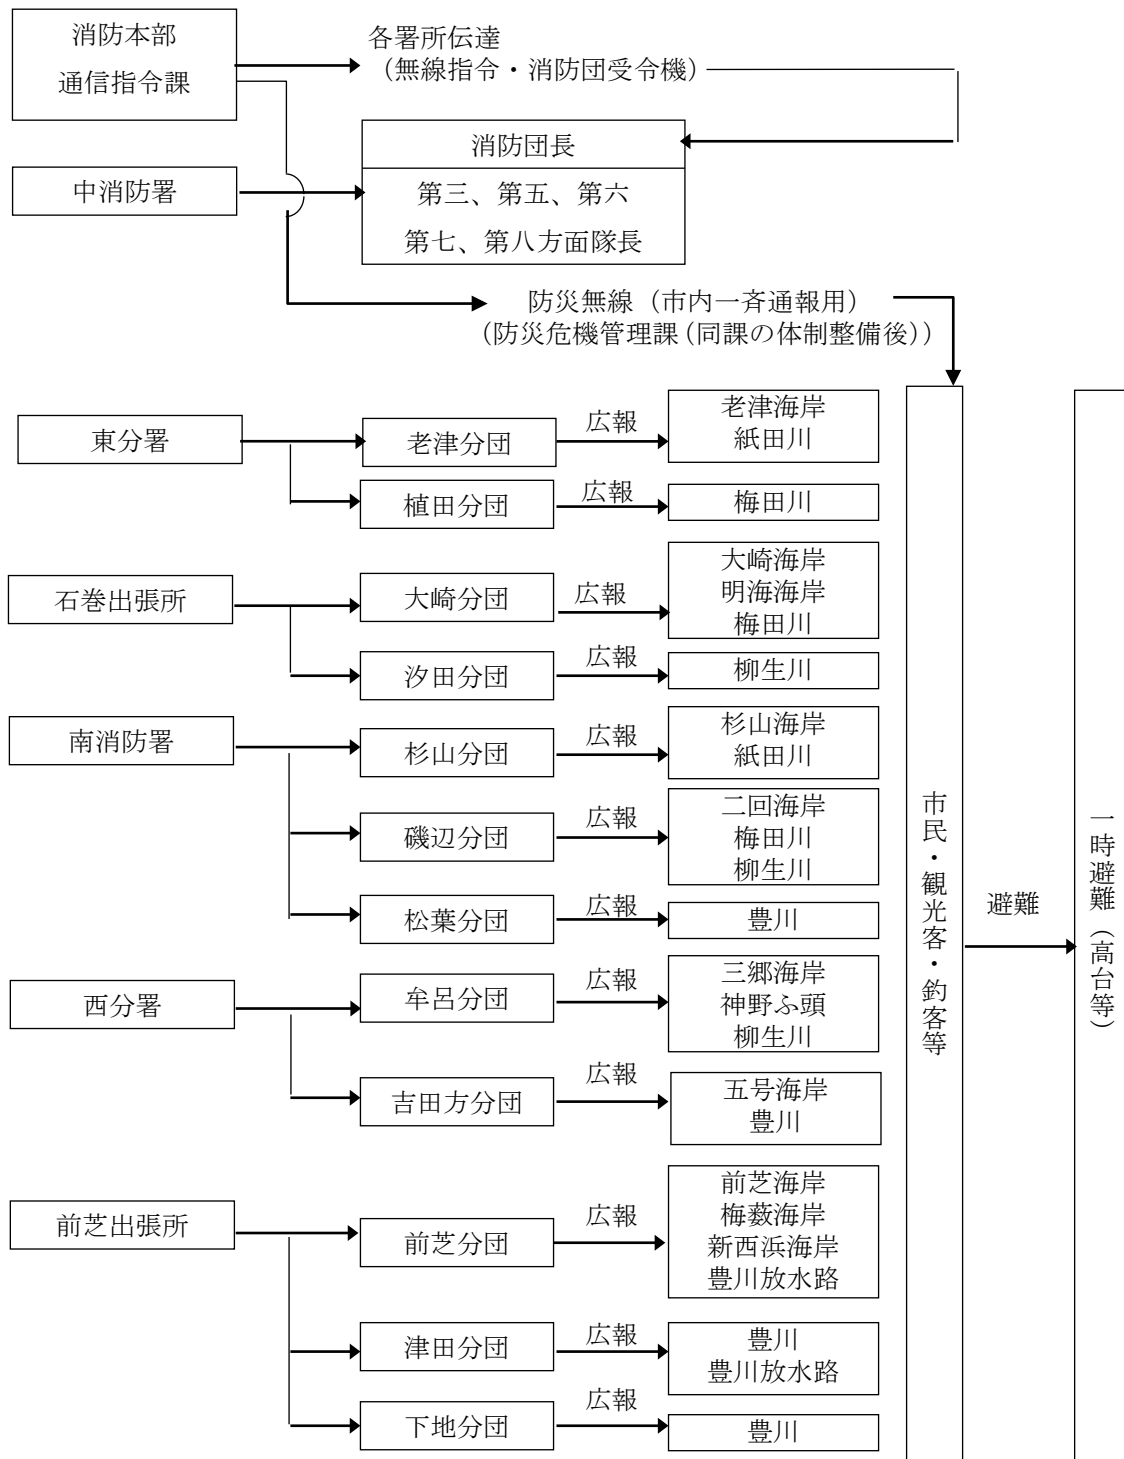 消防本部
通信指令課
各署所伝達
（無線指令・消防団受令機）
中消防署
消防団長
第三、第五、第六
第七、第八方面隊長
防災無線（市内一斉通報用）
（防災危機管理課（同課の体制整備後））
東分署
老津分団
広報
老津海岸
紙田川
植田分団
広報
梅田川
石巻出張所
大崎分団
広報
大崎海岸
明海海岸
梅田川
汐田分団
広報
柳生川
南消防署
杉山分団
広報
杉山海岸
紙田川
磯辺分団
広報
二回海岸
梅田川
柳生川
松葉分団
広報
豊川
西分署
牟呂分団
広報
三郷海岸
神野ふ頭
柳生川
吉田方分団
広報
五号海岸
豊川
前芝出張所
前芝分団
広報
前芝海岸
梅薮海岸
新西浜海岸
豊川放水路
津田分団
広報
豊川
豊川放水路
下地分団
広報
豊川
市民・観光客・釣客等
避難
一時避難（高台等）